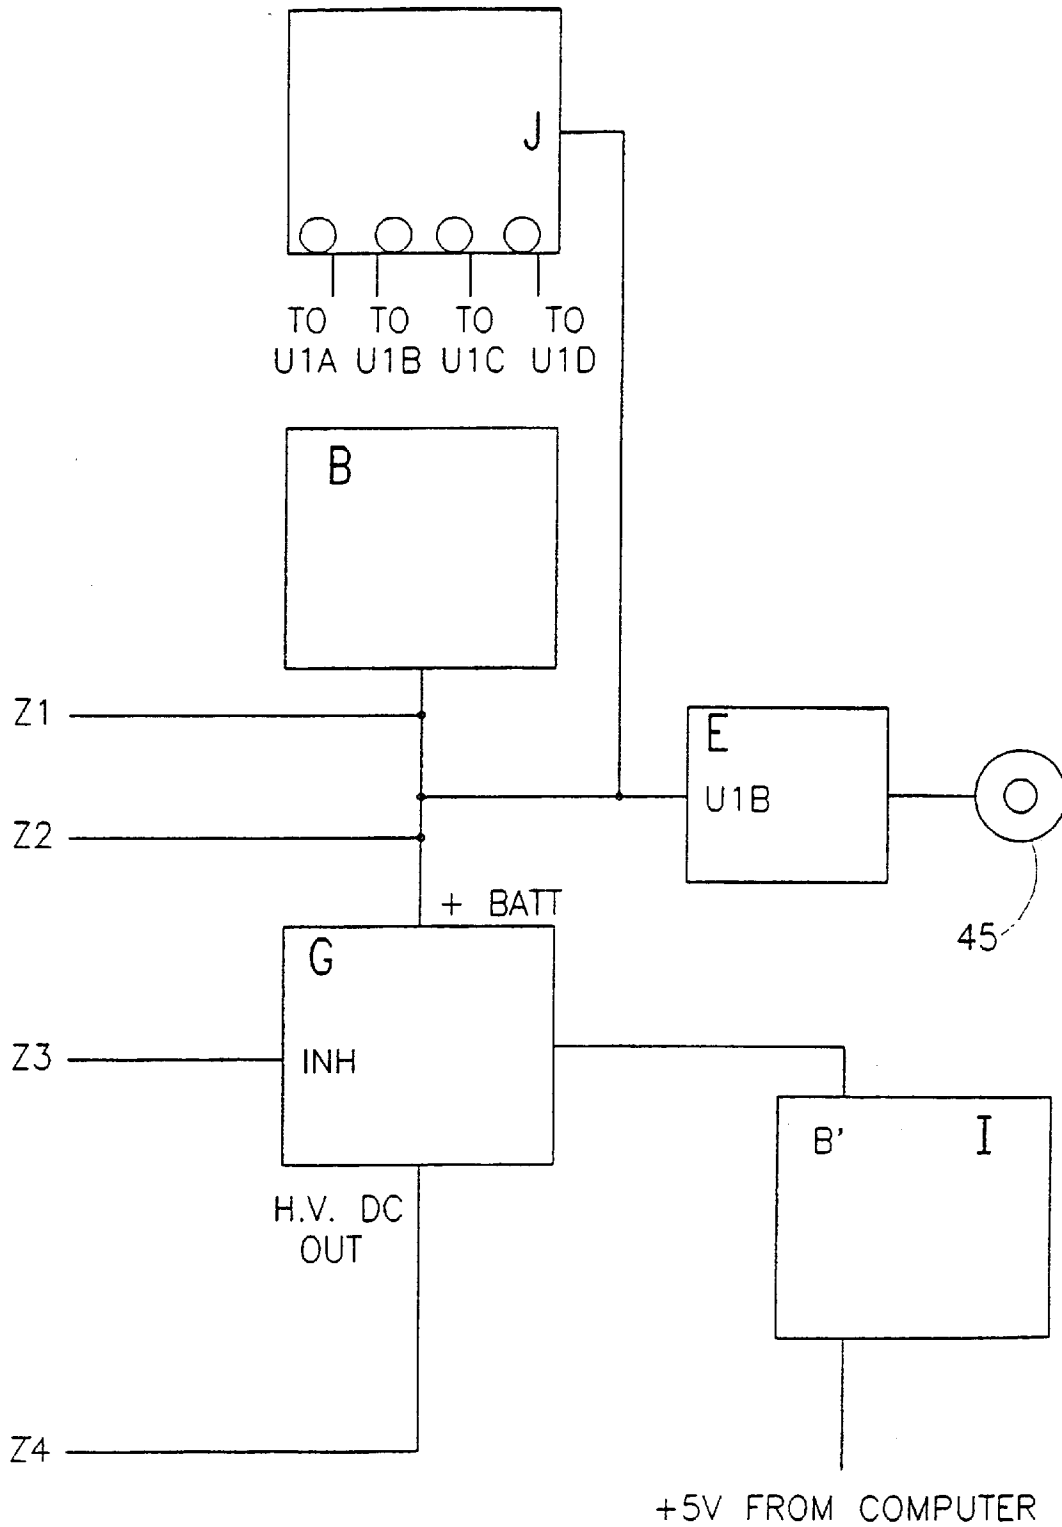 J
TO TO TO TO
U1A U1B U1C U1D
B
Z1
E
U1B
Z2
+ BATT
45
G
Z3
INH
B' I
H.V. DC
OUT
Z4
+5V FROM COMPUTER